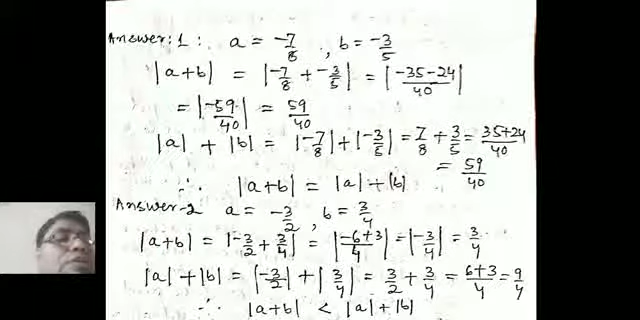 Answer: 1 : a = -7/8 , b = -3/5
|a+b| = |-7/8 + -3/5| = |-35-24/40|
= |-59/40| = 59/40
|a| + |b| = |-7/8| + |-3/5| = 7/8 + 3/5 = 35+24/40
= 59/40
∴ |a+b| = |a|+|b|
Answer-2 a = -3/2 , b = 3/4
|a+b| = |-3/2 + 3/4| = |-6+3/4| = |-3/4| = 3/4
|a|+|b| = |-3/2| + |3/4| = 3/2 + 3/4 = 6+3/4 = 9/4
∴ |a+b| < |a|+|b|